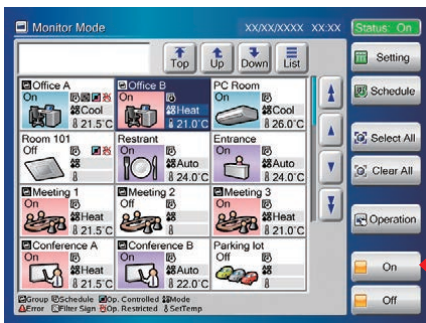 Monitor Mode XX/XX/XXXX XX:XX Status: On
Top Up Down List
Setting
Schedule
Select All
Clear All
Operation
On
Off
Office A
On
Cool
21.5°C
Office B
On
Heat
21.0°C
PC Room
On
Cool
26.0°C
Room 101
Off
Restrant
On
Auto
24.0°C
Entrance
On
Auto
24.0°C
Meeting 1
On
Heat
21.5°C
Meeting 2
Off
Meeting 3
On
Heat
21.0°C
Conference A
On
Heat
21.5°C
Conference B
On
Auto
22.0°C
Parking lot
Off
Group Schedule Op. Controlled Mode
Error Filter Sign Op. Restricted SetTemp